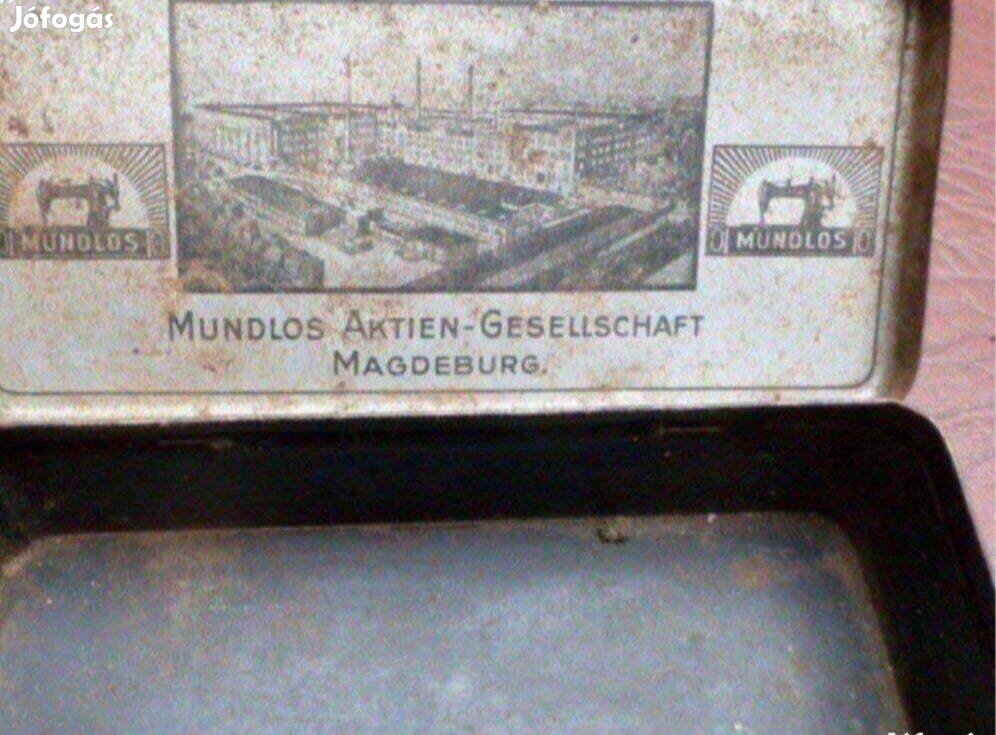 Jófogás
MUNDLOS
MUNDLOS
MUNDLOS AKTIEN-GESELLSCHAFT
MAGDEBURG.